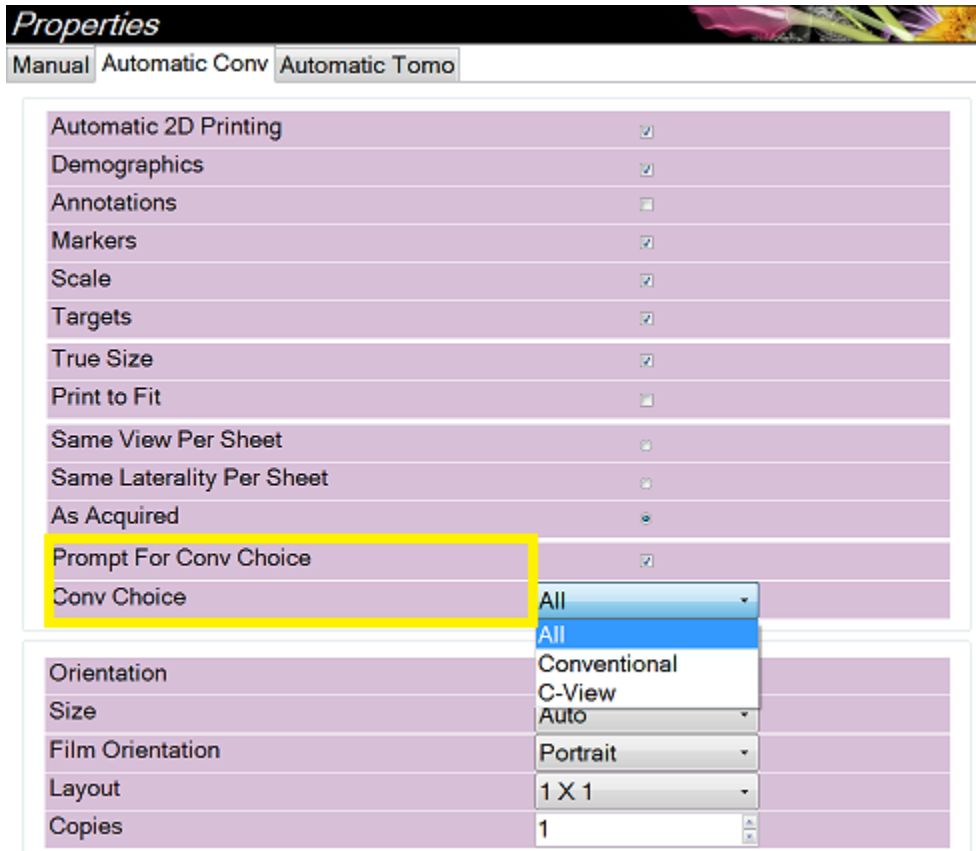 Properties
Manual Automatic Conv Automatic Tomo
Automatic 2D Printing
Demographics
Annotations
Markers
Scale
Targets
True Size
Print to Fit
Same View Per Sheet
Same Laterality Per Sheet
As Acquired
Prompt For Conv Choice
Conv Choice All
All
Conventional
C-View
Orientation
Size Auto
Film Orientation Portrait
Layout 1 X 1
Copies 1